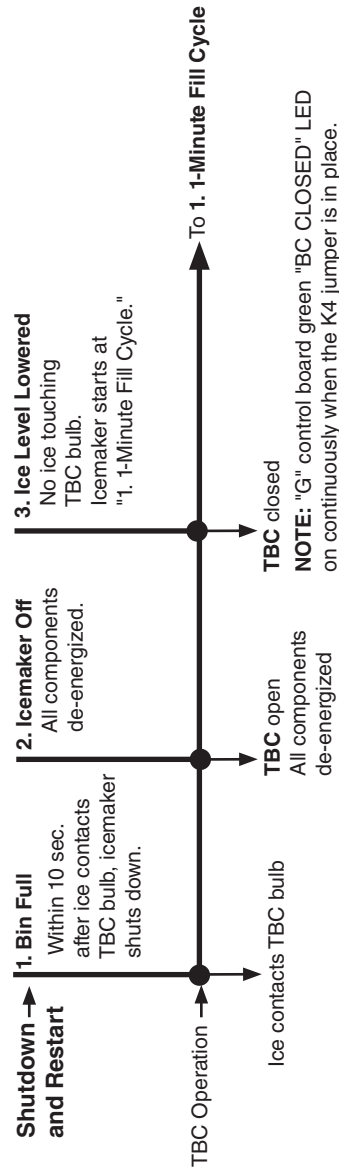 Shutdown
and Restart
1. Bin Full
Within 10 sec.
after ice contacts
TBC bulb, icemaker
shuts down.
2. Icemaker Off
All components
de-energized.
3. Ice Level Lowered
No ice touching
TBC bulb.
Icemaker starts at
"1. 1-Minute Fill Cycle."
TBC Operation
To 1. 1-Minute Fill Cycle
Ice contacts TBC bulb
TBC open
All components
de-energized
TBC closed
NOTE: "G" control board green "BC CLOSED" LED
on continuously when the K4 jumper is in place.